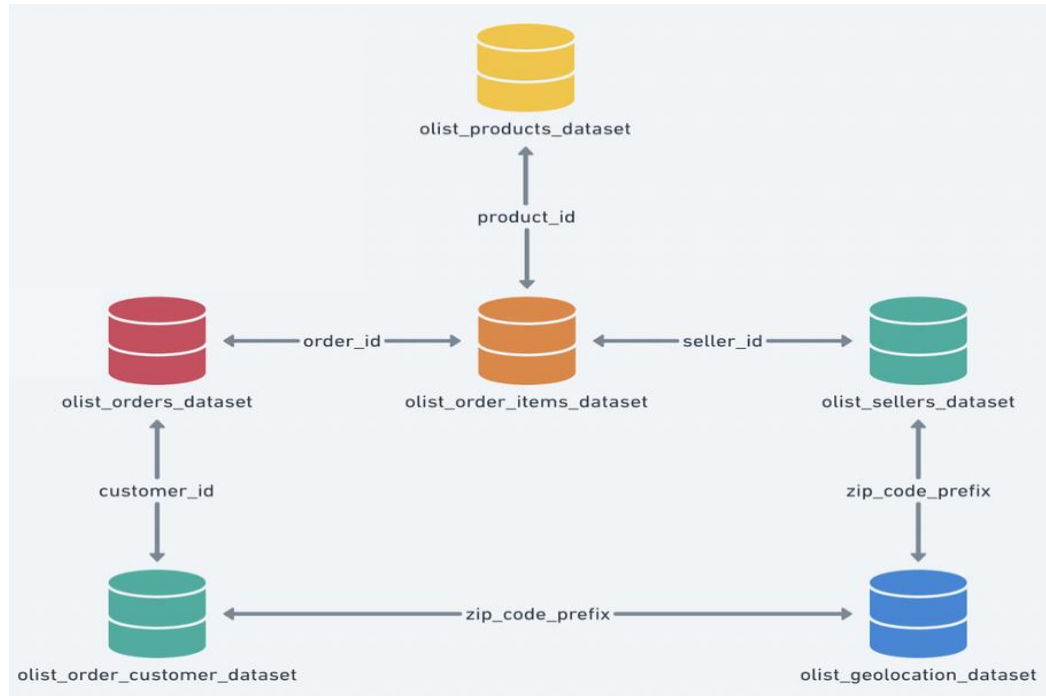 olist_products_dataset
product_id
order_id
seller_id
olist_orders_dataset
olist_order_items_dataset
olist_sellers_dataset
customer_id
zip_code_prefix
zip_code_prefix
olist_order_customer_dataset
olist_geolocation_dataset